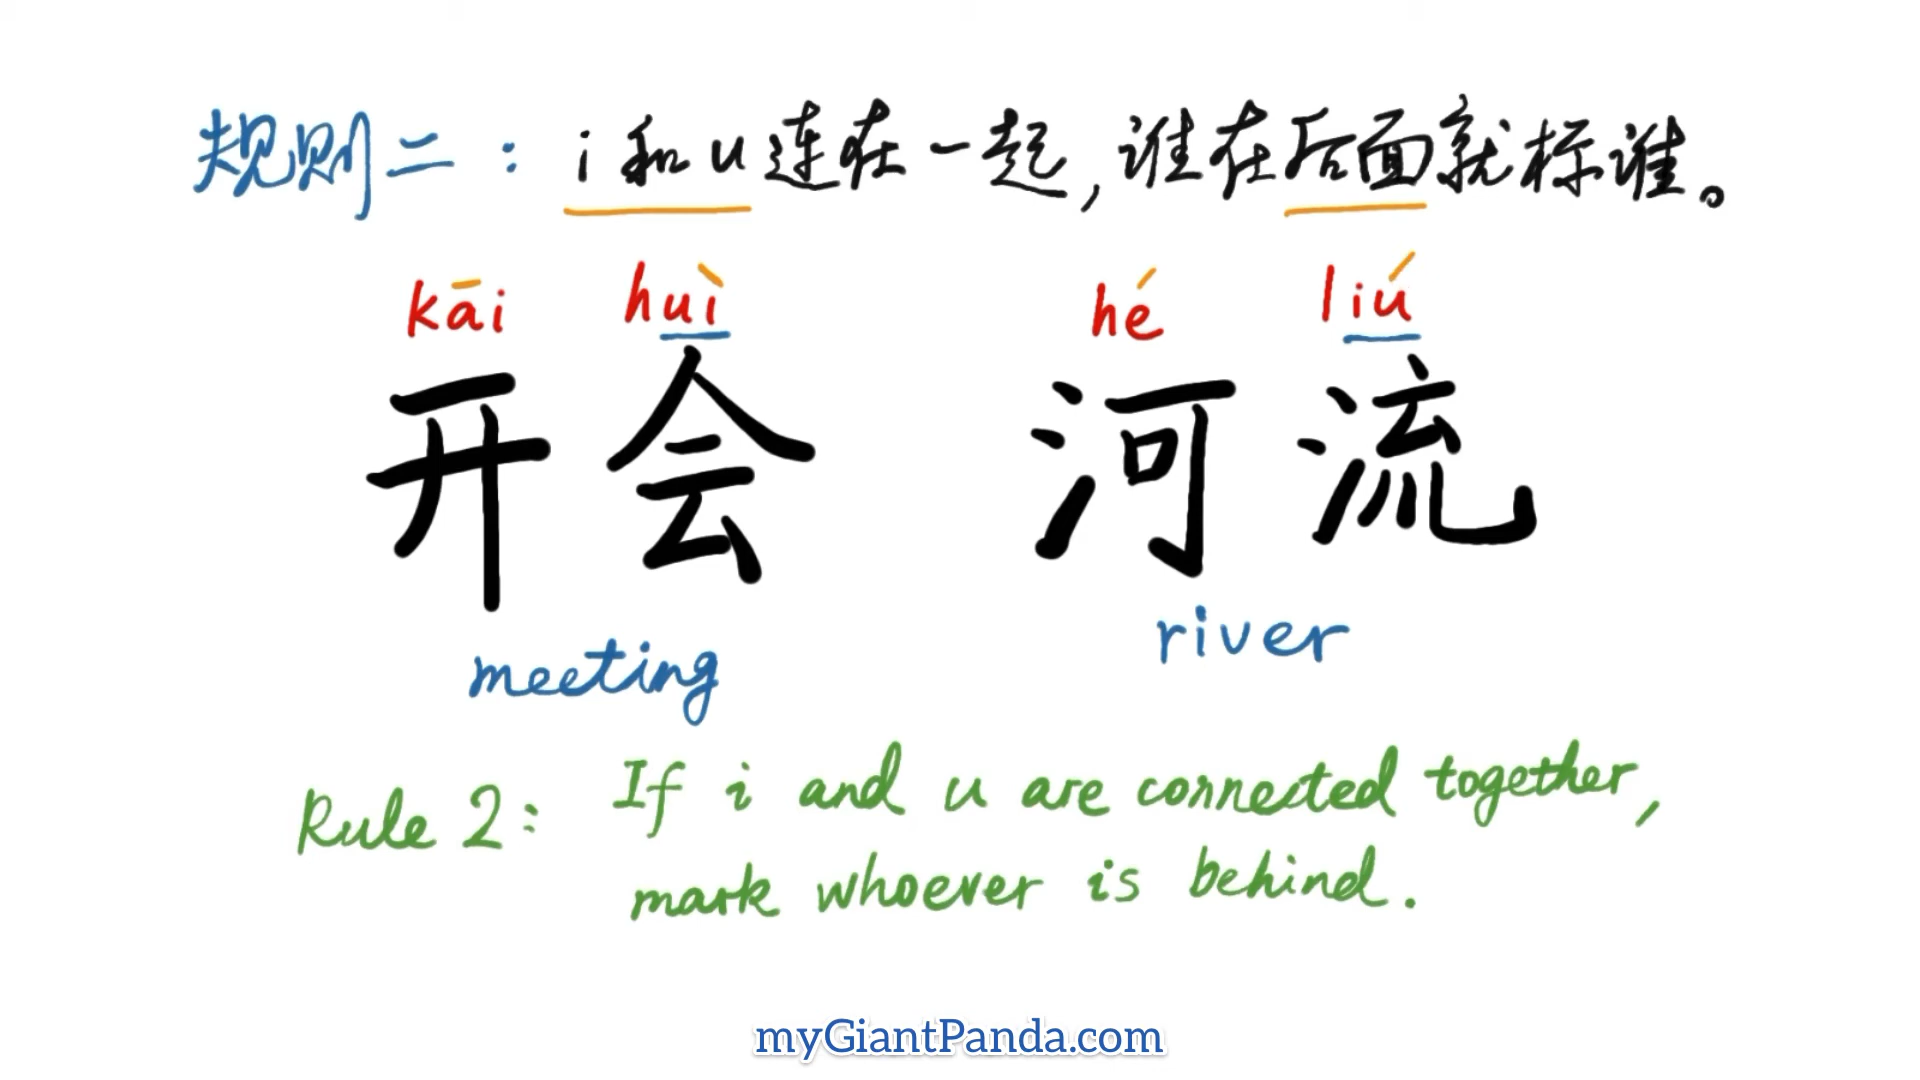 规则二：i和u连在一起,谁在后面就标谁。
kāi huì hé liú
开会 河流
meeting river
Rule 2: If i and u are connected together,
mark whoever is behind.
myGiantPanda.com